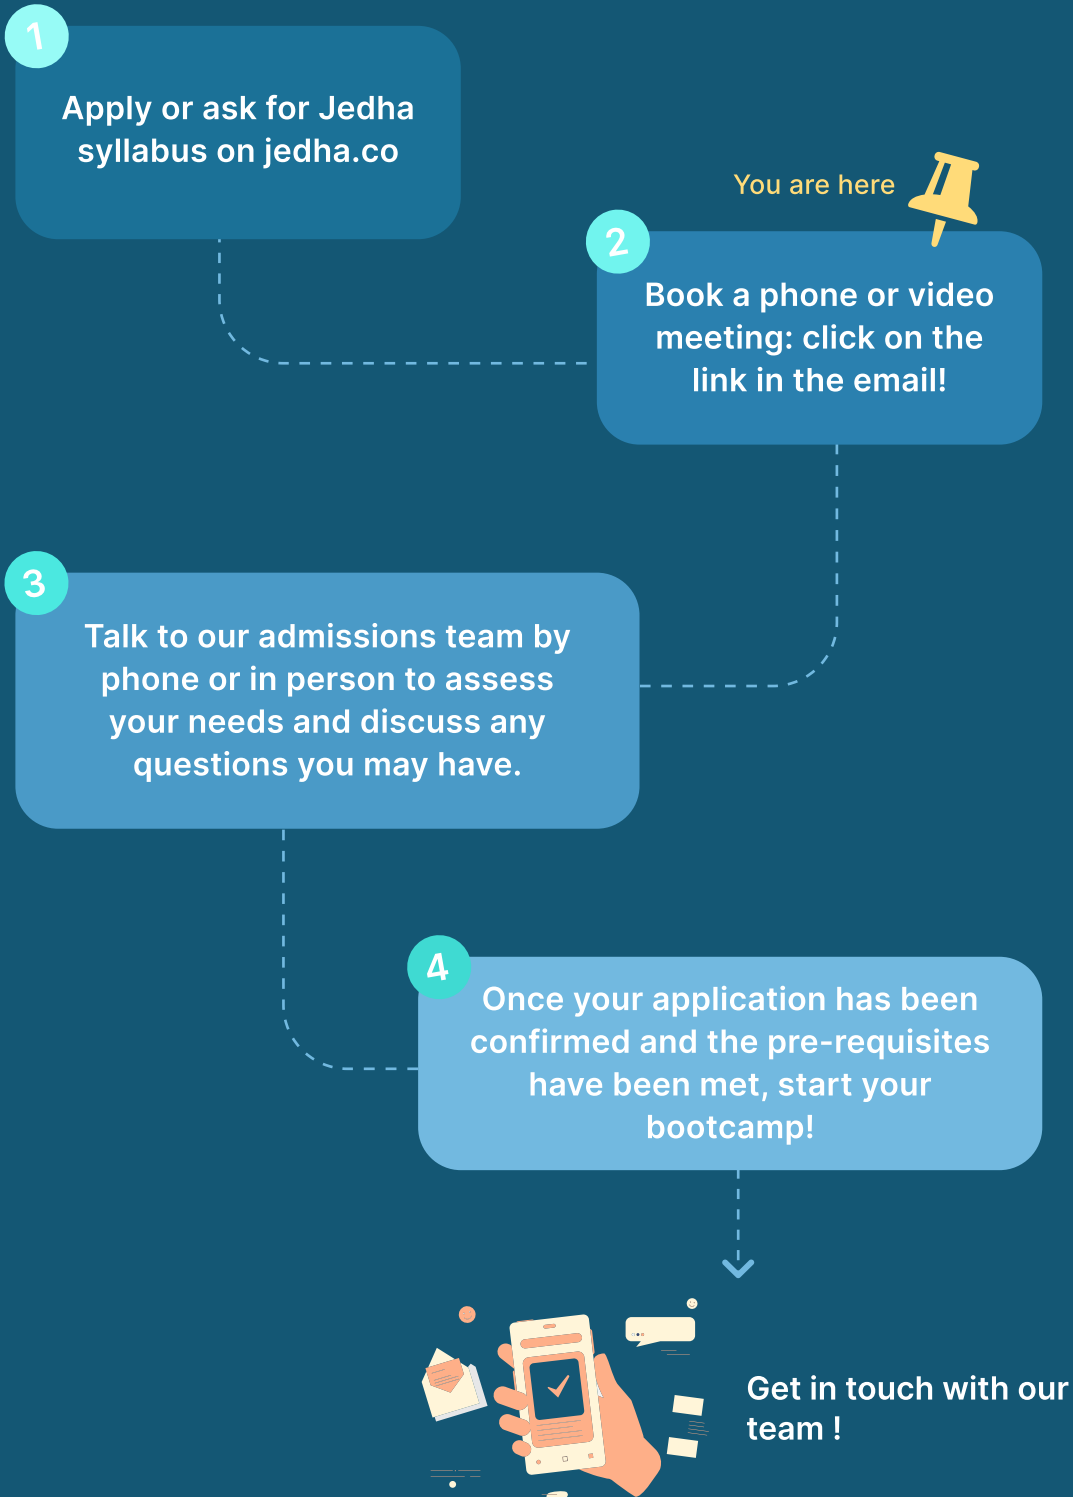 1
Apply or ask for Jedha
syllabus on jedha.co
You are here
2
Book a phone or video
meeting: click on the
link in the email!
3
Talk to our admissions team by
phone or in person to assess
your needs and discuss any
questions you may have.
4
Once your application has been
confirmed and the pre-requisites
have been met, start your
bootcamp!
Get in touch with our
team !